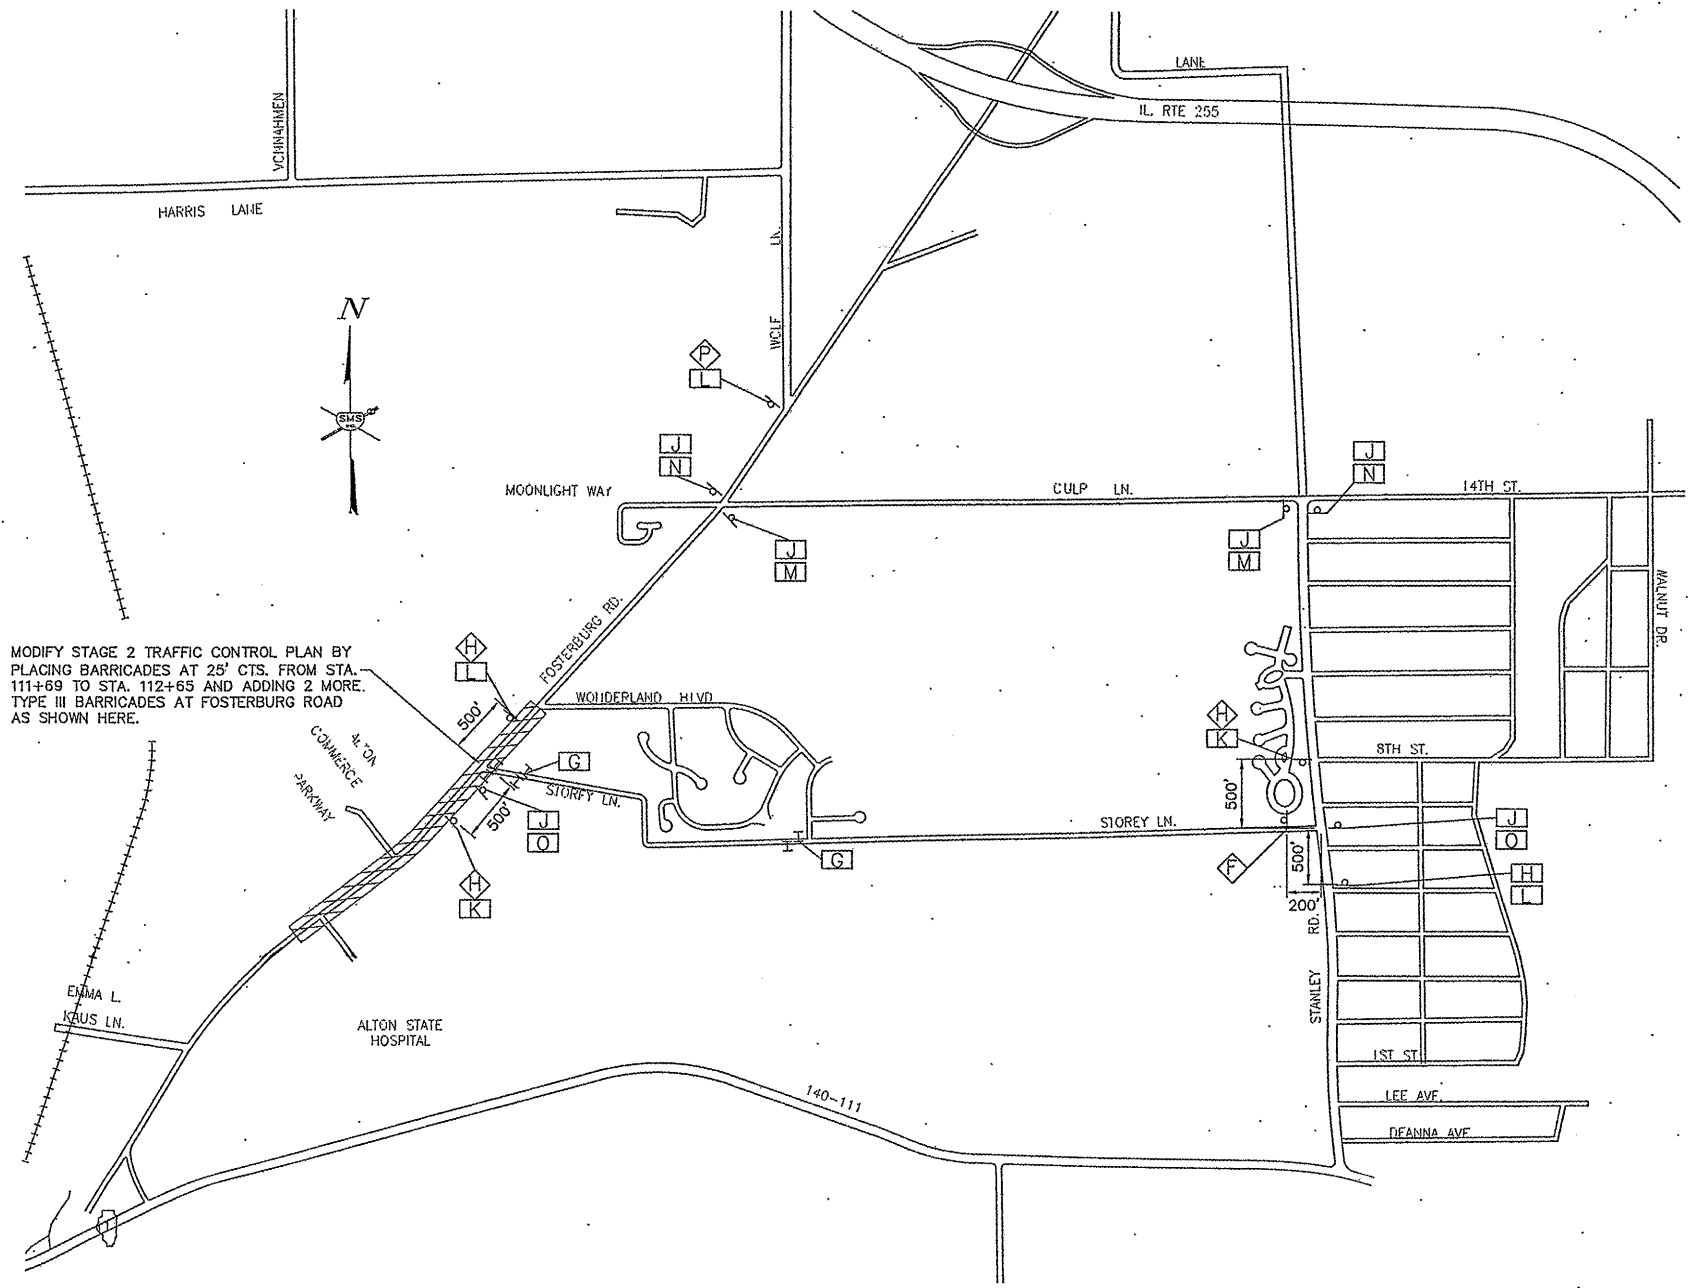 LANE
IL. RTE 255
HARRIS LANE
N
SMS
WOLF LN.
P
L
J
N
MOONLIGHT WAY
CULP LN.
J
N
14TH ST.
J
M
J
M
WALNUT DR.
FOSTERBURG RD.
MODIFY STAGE 2 TRAFFIC CONTROL PLAN BY
PLACING BARRICADES AT 25' CTS. FROM STA.
111+69 TO STA. 112+65 AND ADDING 2 MORE
TYPE III BARRICADES AT FOSTERBURG ROAD
AS SHOWN HERE.
H
L
500'
WONDERLAND BLVD
ALTON
COMMERCE
PARKWAY
G
STOREY LN.
500'
J
O
H
K
H
K
8TH ST.
500'
STOREY LN.
G
F
500'
200'
J
O
H
L
STANLEY RD.
EMMA L.
KAUS LN.
ALTON STATE
HOSPITAL
1ST ST.
140-111
LEE AVE.
DEANNA AVE